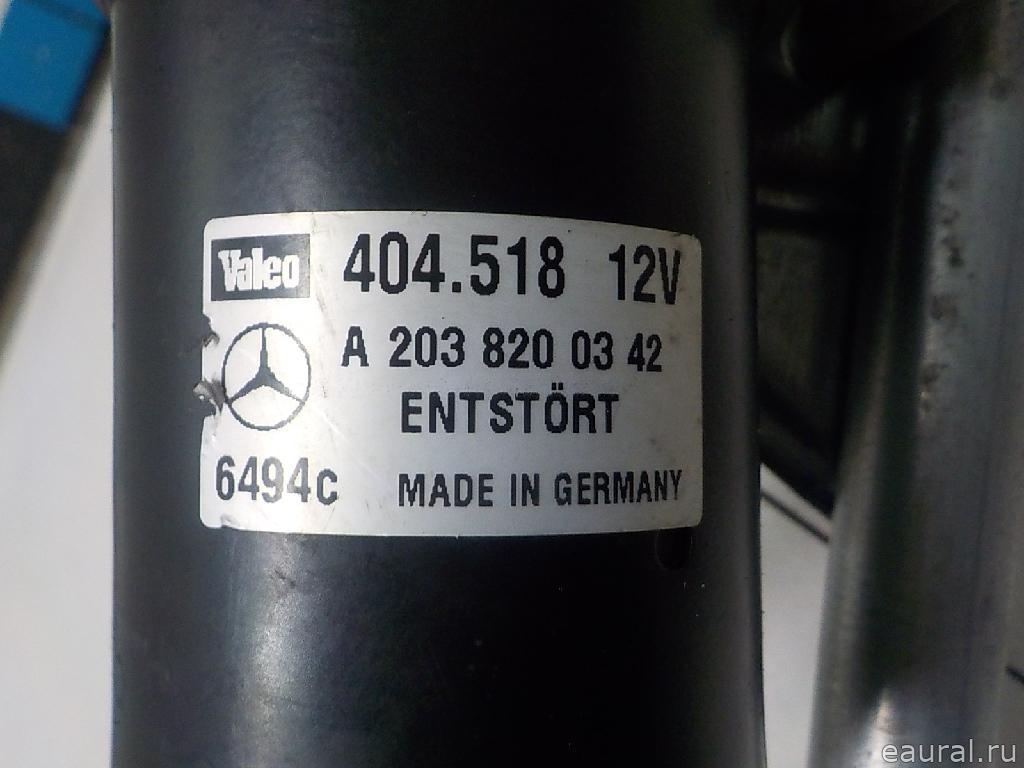 Valeo 404.518 12V
A 203 820 03 42
ENTSTÖRT
6494c MADE IN GERMANY
eaural.ru